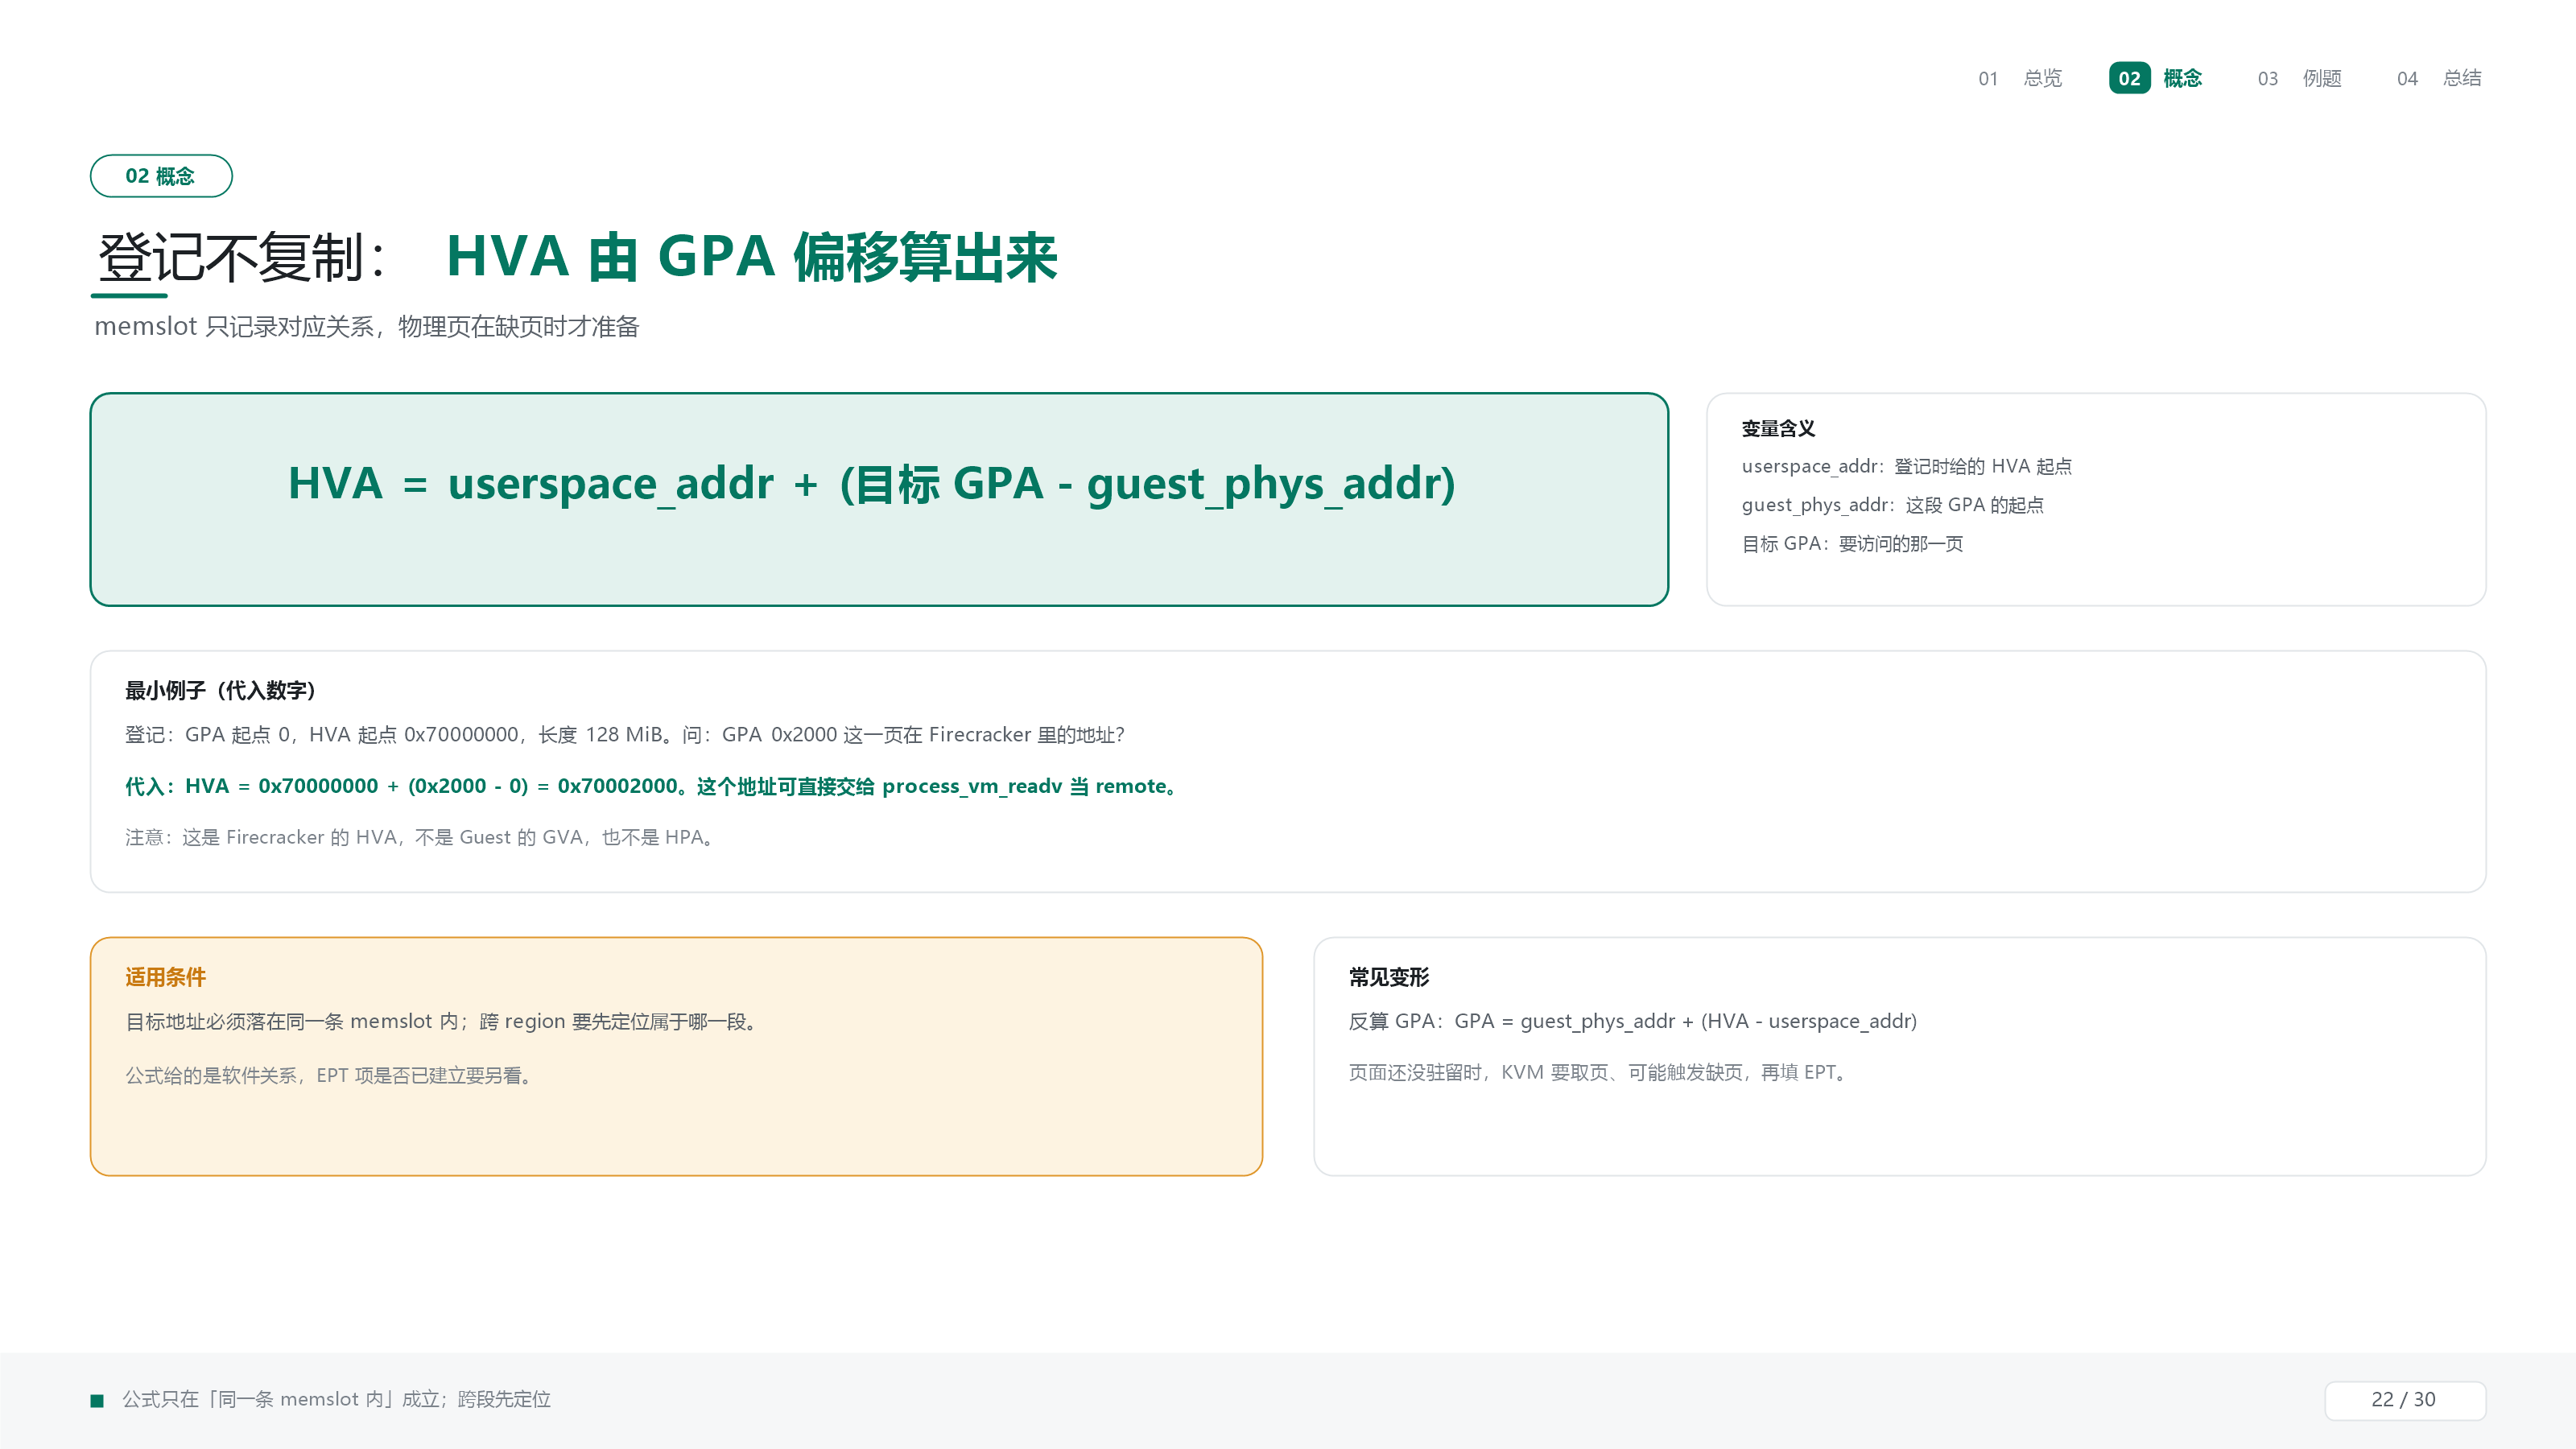 01 总览 02 概念 03 例题 04 总结
02 概念
登记不复制： HVA 由 GPA 偏移算出来
memslot 只记录对应关系，物理页在缺页时才准备
HVA = userspace_addr + (目标 GPA - guest_phys_addr)
变量含义
userspace_addr：登记时给的 HVA 起点
guest_phys_addr：这段 GPA 的起点
目标 GPA：要访问的那一页
最小例子（代入数字）
登记：GPA 起点 0，HVA 起点 0x70000000，长度 128 MiB。问：GPA 0x2000 这一页在 Firecracker 里的地址？
代入：HVA = 0x70000000 + (0x2000 - 0) = 0x70002000。这个地址可直接交给 process_vm_readv 当 remote。
注意：这是 Firecracker 的 HVA，不是 Guest 的 GVA，也不是 HPA。
适用条件
目标地址必须落在同一条 memslot 内；跨 region 要先定位属于哪一段。
公式给的是软件关系，EPT 项是否已建立要另看。
常见变形
反算 GPA：GPA = guest_phys_addr + (HVA - userspace_addr)
页面还没驻留时，KVM 要取页、可能触发缺页，再填 EPT。
公式只在「同一条 memslot 内」成立；跨段先定位
22 / 30